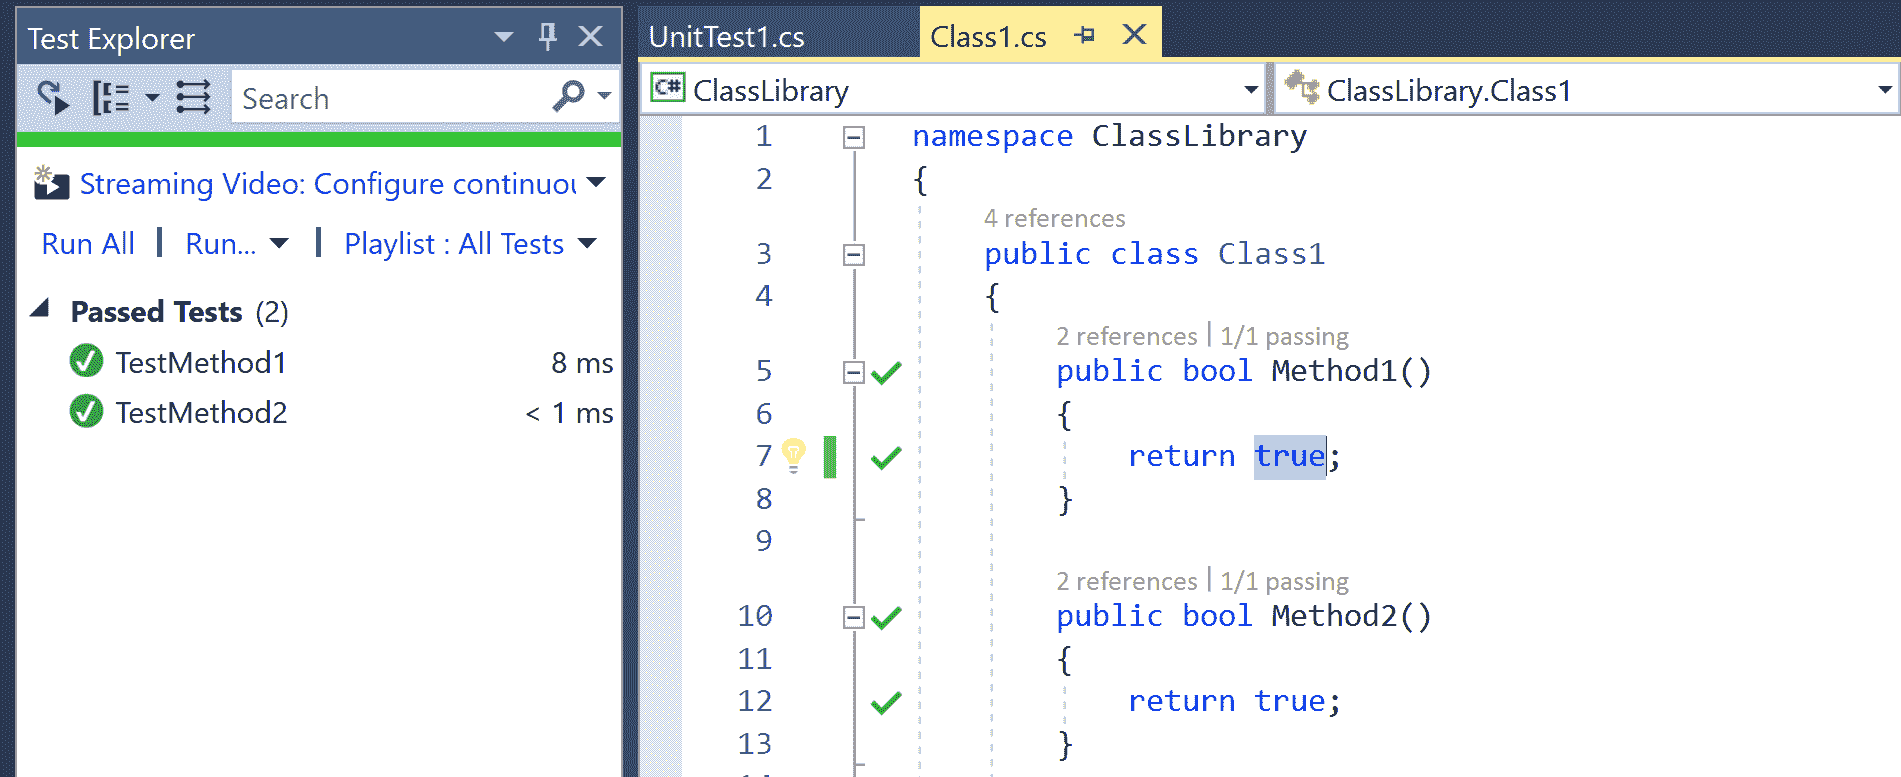 Test Explorer
Search
Streaming Video: Configure continuou
Run All | Run... | Playlist : All Tests
Passed Tests (2)
TestMethod1 8 ms
TestMethod2 < 1 ms
UnitTest1.cs Class1.cs
C# ClassLibrary ClassLibrary.Class1
1 namespace ClassLibrary
2 {
4 references
3 public class Class1
4 {
2 references | 1/1 passing
5 public bool Method1()
6 {
7 return true;
8 }
9
2 references | 1/1 passing
10 public bool Method2()
11 {
12 return true;
13 }